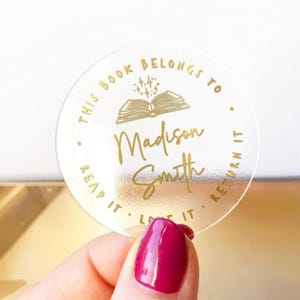 THIS BOOK BELONGS TO
Madison
Smith
READ IT · LOVE IT · RETURN IT